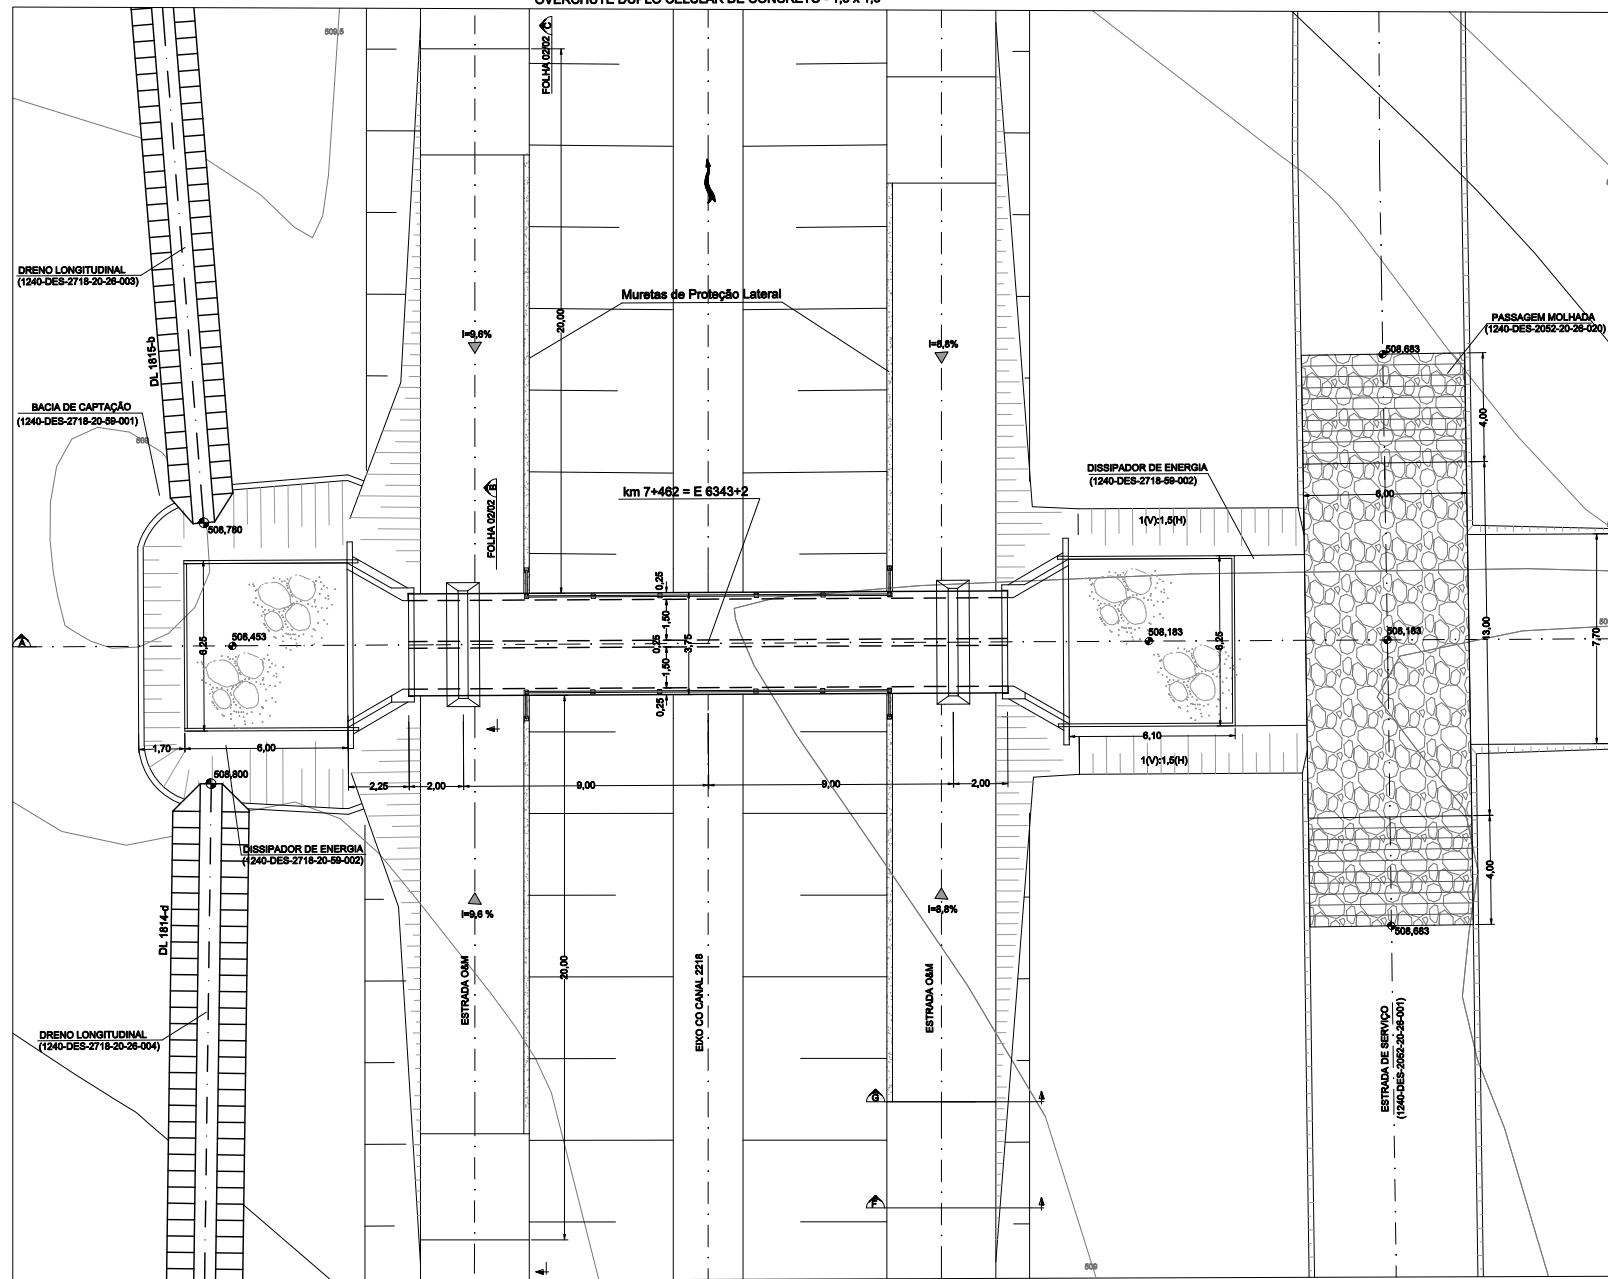 OVERCHUTE DUPLO CELULAR DE CONCRETO - 1,5 x 1,5
509,5
FOLHA 02/02
C
DRENO LONGITUDINAL
(1240-DES-2718-20-26-003)
Muretas de Proteção Lateral
20,00
i=9,6%
i=8,8%
PASSAGEM MOLHADA
(1240-DES-2052-20-26-020)
508,683
DL 1815-b
BACIA DE CAPTAÇÃO
(1240-DES-2718-20-59-001)
4,00
DISSIPADOR DE ENERGIA
(1240-DES-2718-59-002)
km 7+462 = E 6343+2
FOLHA 02/02
B
6,00
1(V):1,5(H)
508,780
0,25
1,50
0,25
3,75
1,50
0,25
A
508,453
6,25
508,183
6,25
508,183
13,00
7,70
1,70
6,00
6,10
1(V):1,5(H)
508,800
2,25
2,00
9,00
9,00
2,00
DISSIPADOR DE ENERGIA
(1240-DES-2718-20-59-002)
4,00
i=9,6 %
i=8,8%
508,683
DL 1814-d
20,00
ESTRADA O&M
EIXO CO CANAL 2218
ESTRADA O&M
DRENO LONGITUDINAL
(1240-DES-2718-20-26-004)
ESTRADA DE SERVIÇO
(1240-DES-2052-20-26-001)
G
F
509